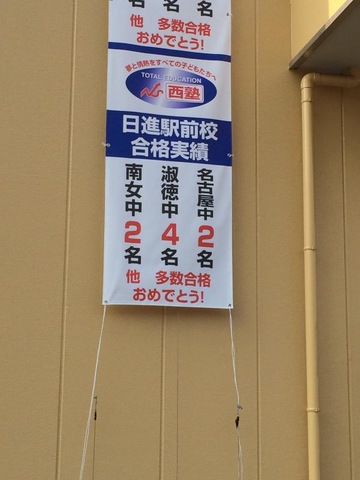 名 名 名
他 多数合格
おめでとう!
夢と情熱をすべての子どもたちへ
TOTAL EDUCATION
NS 西塾
日進駅前校
合格実績
名古屋中2名
淑徳中4名
南女中2名
他 多数合格
おめでとう!